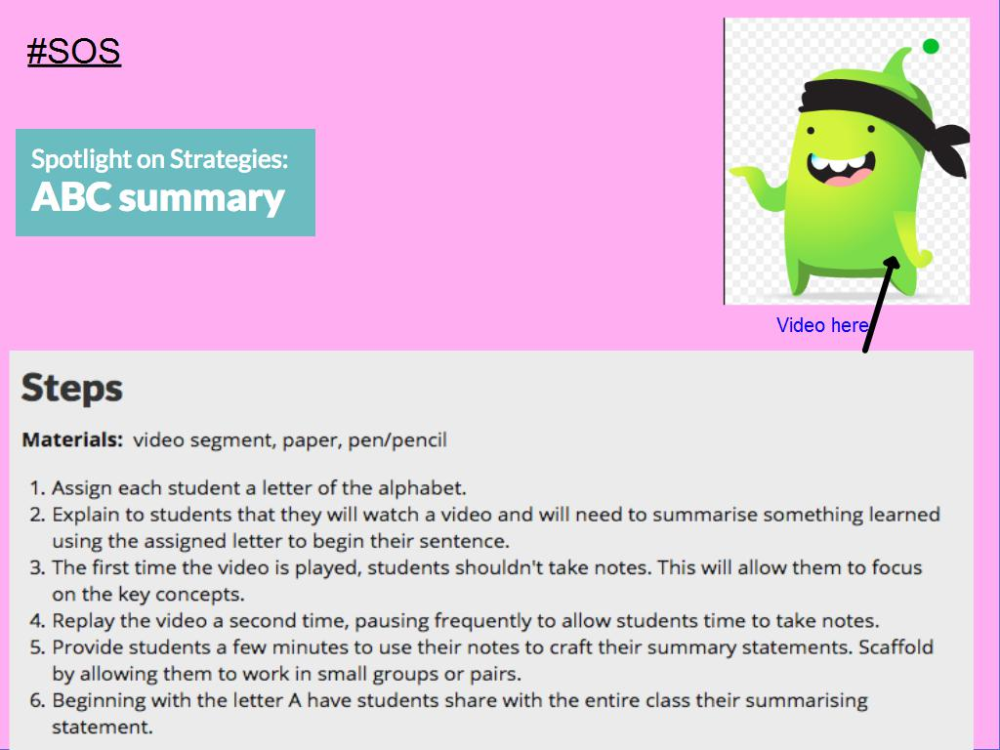 #SOS
Spotlight on Strategies:
ABC summary
Video here
Steps
Materials: video segment, paper, pen/pencil
1. Assign each student a letter of the alphabet.
2. Explain to students that they will watch a video and will need to summarise something learned
using the assigned letter to begin their sentence.
3. The first time the video is played, students shouldn't take notes. This will allow them to focus
on the key concepts.
4. Replay the video a second time, pausing frequently to allow students time to take notes.
5. Provide students a few minutes to use their notes to craft their summary statements. Scaffold
by allowing them to work in small groups or pairs.
6. Beginning with the letter A have students share with the entire class their summarising
statement.